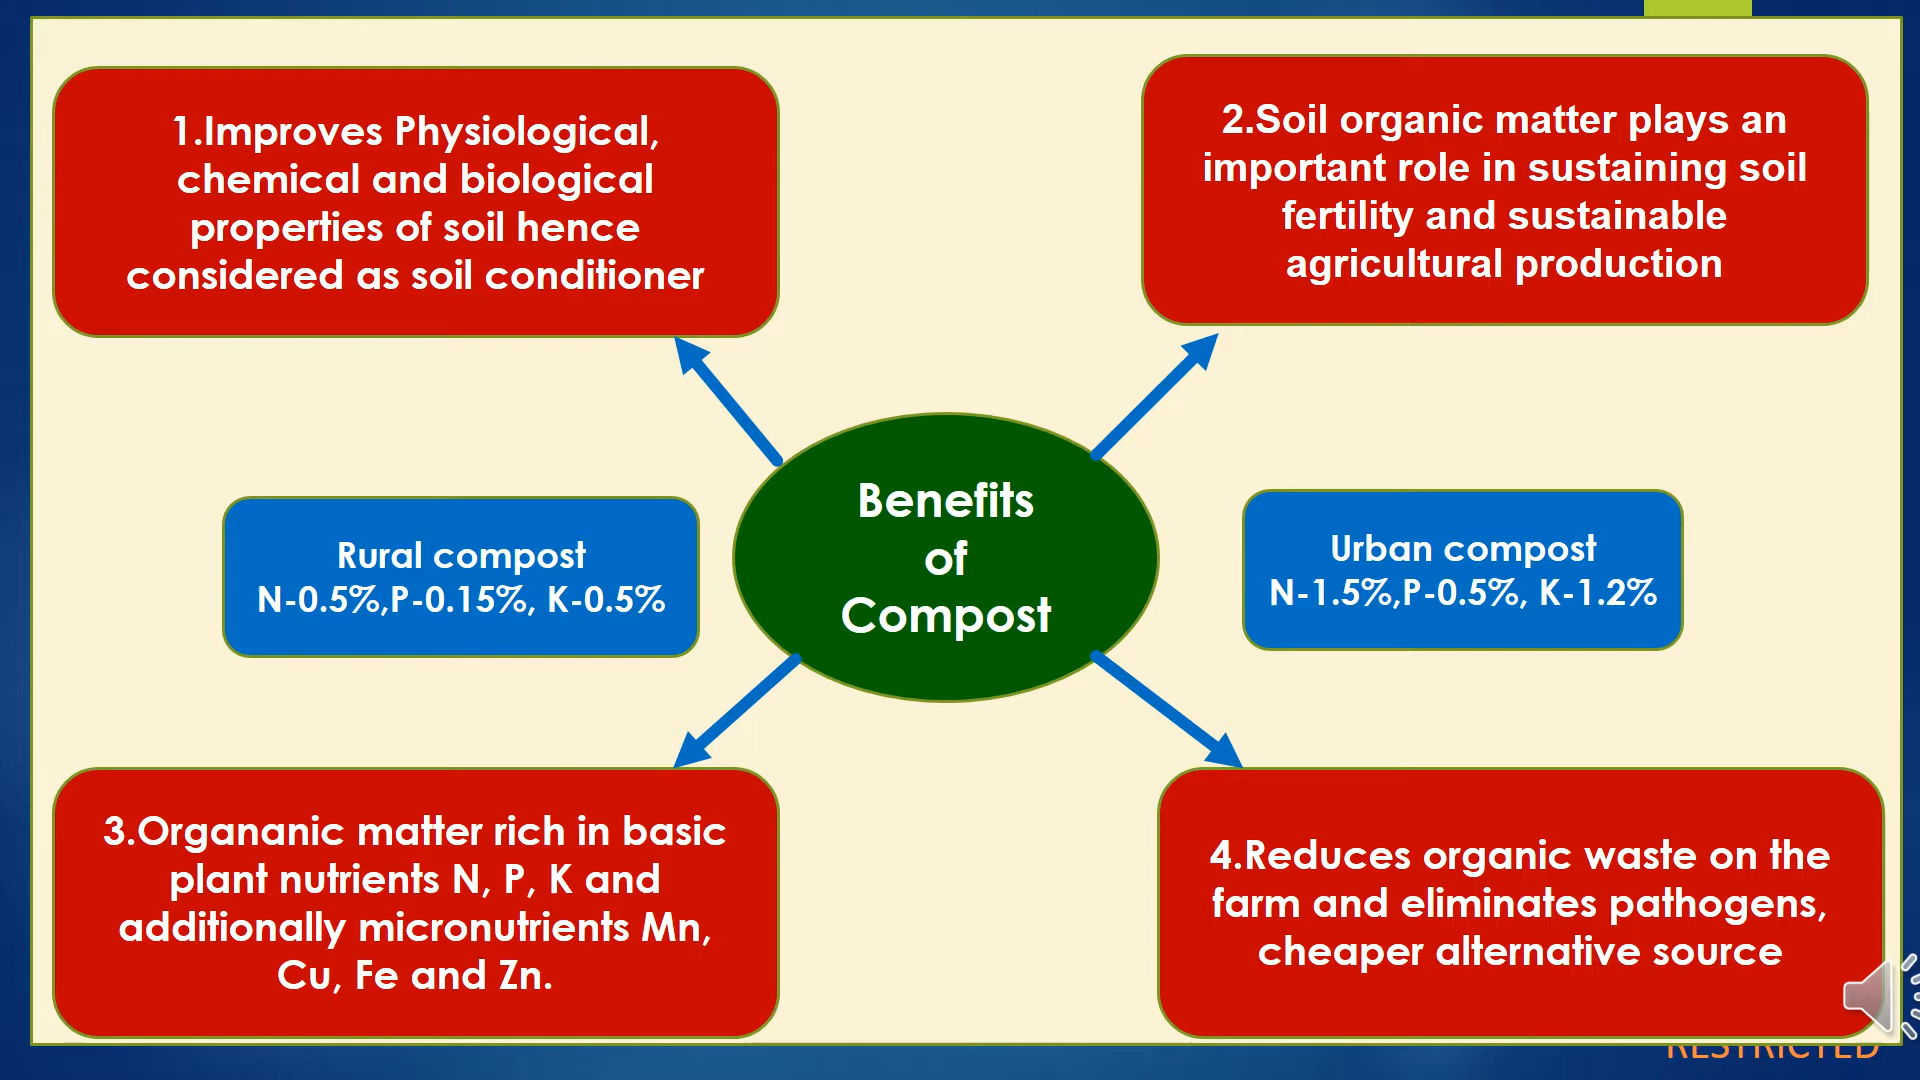 1.Improves Physiological,
chemical and biological
properties of soil hence
considered as soil conditioner
2.Soil organic matter plays an
important role in sustaining soil
fertility and sustainable
agricultural production
Benefits
of
Compost
Rural compost
N-0.5%,P-0.15%, K-0.5%
Urban compost
N-1.5%,P-0.5%, K-1.2%
3.Organanic matter rich in basic
plant nutrients N, P, K and
additionally micronutrients Mn,
Cu, Fe and Zn.
4.Reduces organic waste on the
farm and eliminates pathogens,
cheaper alternative source
RESTRICTED